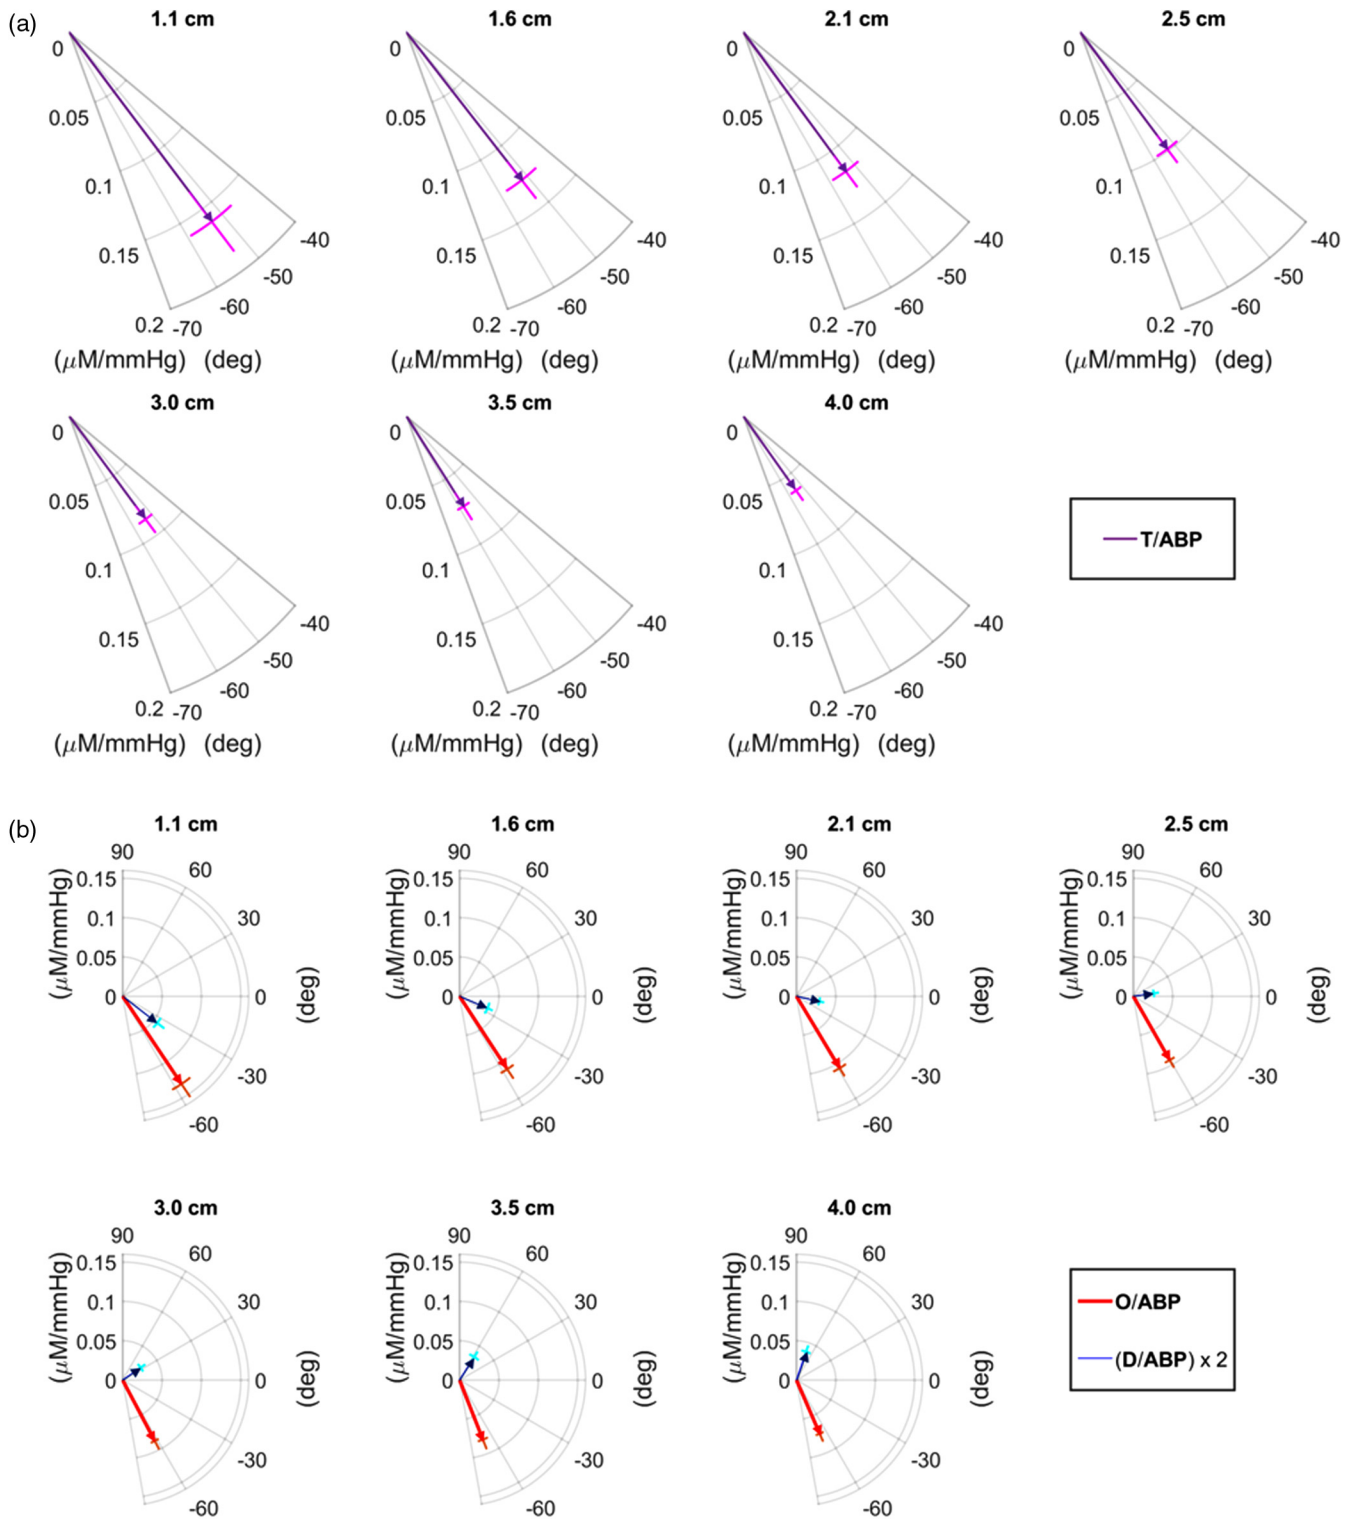 (a)
1.1 cm 1.6 cm 2.1 cm 2.5 cm
0 0 0 0
0.05 0.05 0.05 0.05
0.1 0.1 0.1 0.1
0.15 -40 0.15 -40 0.15 -40 0.15 -40
-50 -50 -50 -50
-60 -60 -60 -60
0.2 -70 0.2 -70 0.2 -70 0.2 -70
(μM/mmHg) (deg) (μM/mmHg) (deg) (μM/mmHg) (deg) (μM/mmHg) (deg)
3.0 cm 3.5 cm 4.0 cm
0 0 0
0.05 0.05 0.05
T/ABP
0.1 0.1 0.1
0.15 -40 0.15 -40 0.15 -40
-50 -50 -50
-60 -60 -60
0.2 -70 0.2 -70 0.2 -70
(μM/mmHg) (deg) (μM/mmHg) (deg) (μM/mmHg) (deg)
(b)
1.1 cm 1.6 cm 2.1 cm 2.5 cm
90 90 90 90
60 60 60 60
(μM/mmHg) (μM/mmHg) (μM/mmHg) (μM/mmHg)
0.15 0.15 0.15 0.15
0.1 30 0.1 30 0.1 30 0.1 30
0.05 0.05 0.05 0.05
0 0 (deg) 0 0 (deg) 0 0 (deg) 0 0 (deg)
-30 -30 -30 -30
-60 -60 -60 -60
3.0 cm 3.5 cm 4.0 cm
90 90 90
60 60 60
(μM/mmHg) (μM/mmHg) (μM/mmHg)
0.15 0.15 0.15
0.1 30 0.1 30 0.1 30
O/ABP
0.05 0.05 0.05
(D/ABP) x 2
0 0 (deg) 0 0 (deg) 0 0 (deg)
-30 -30 -30
-60 -60 -60